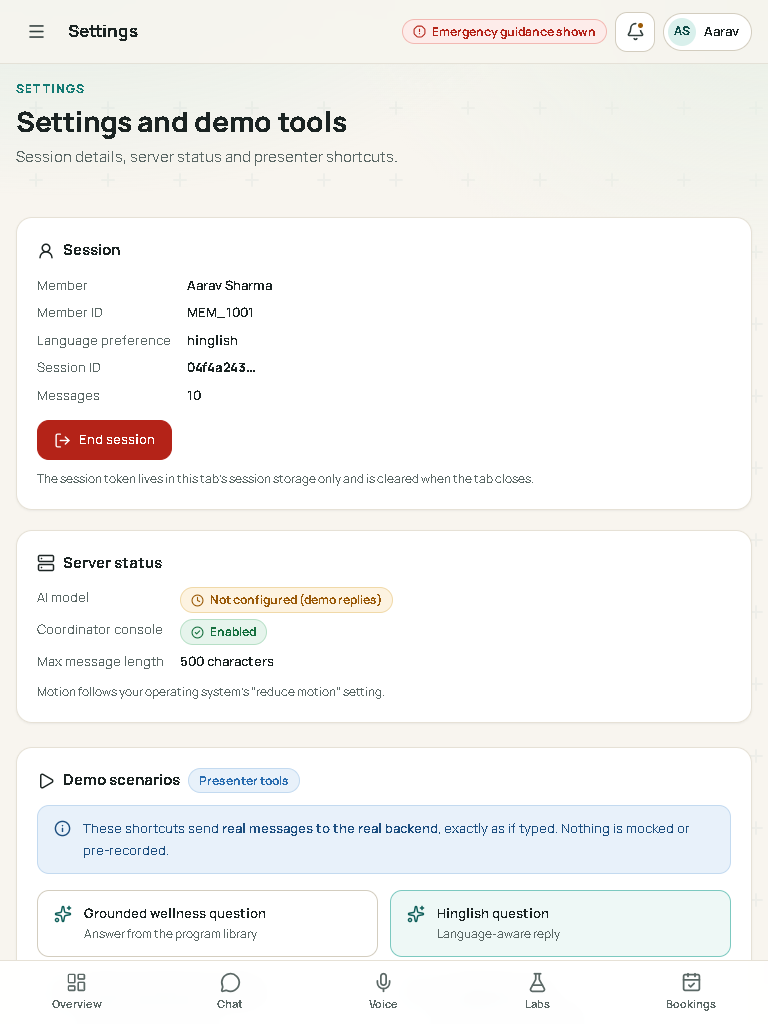 Settings
Emergency guidance shown
AS
Aarav
SETTINGS
Settings and demo tools
Session details, server status and presenter shortcuts.
Session
Member Aarav Sharma
Member ID MEM_1001
Language preference hinglish
Session ID 04f4a243…
Messages 10
End session
The session token lives in this tab's session storage only and is cleared when the tab closes.
Server status
AI model Not configured (demo replies)
Coordinator console Enabled
Max message length 500 characters
Motion follows your operating system's "reduce motion" setting.
Demo scenarios Presenter tools
These shortcuts send real messages to the real backend, exactly as if typed. Nothing is mocked or
pre-recorded.
Grounded wellness question
Answer from the program library
Hinglish question
Language-aware reply
Overview
Chat
Voice
Labs
Bookings